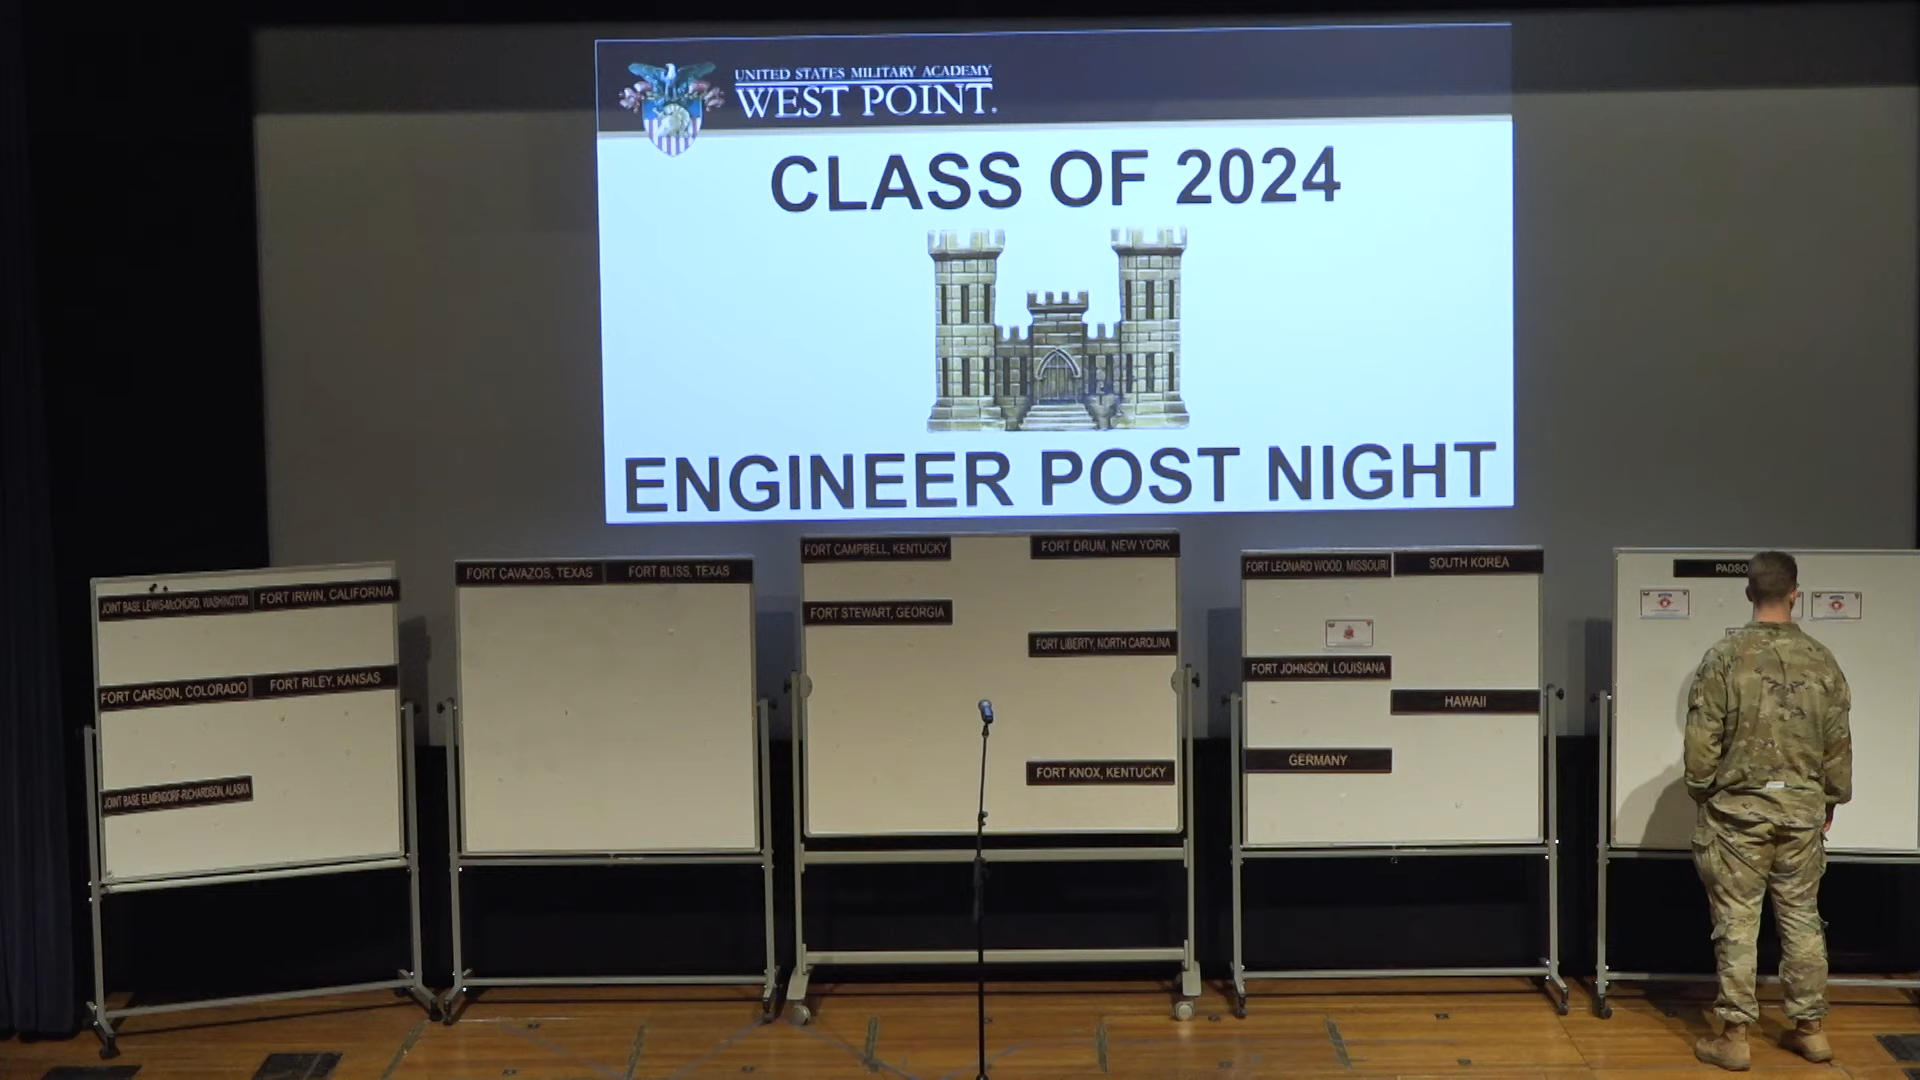 UNITED STATES MILITARY ACADEMY
WEST POINT.
CLASS OF 2024
ENGINEER POST NIGHT
JOINT BASE LEWIS-McCHORD, WASHINGTON
FORT IRWIN, CALIFORNIA
FORT CARSON, COLORADO
FORT RILEY, KANSAS
JOINT BASE ELMENDORF-RICHARDSON, ALASKA
FORT CAVAZOS, TEXAS
FORT BLISS, TEXAS
FORT CAMPBELL, KENTUCKY
FORT DRUM, NEW YORK
FORT STEWART, GEORGIA
FORT LIBERTY, NORTH CAROLINA
FORT KNOX, KENTUCKY
FORT LEONARD WOOD, MISSOURI
SOUTH KOREA
FORT JOHNSON, LOUISIANA
HAWAII
GERMANY